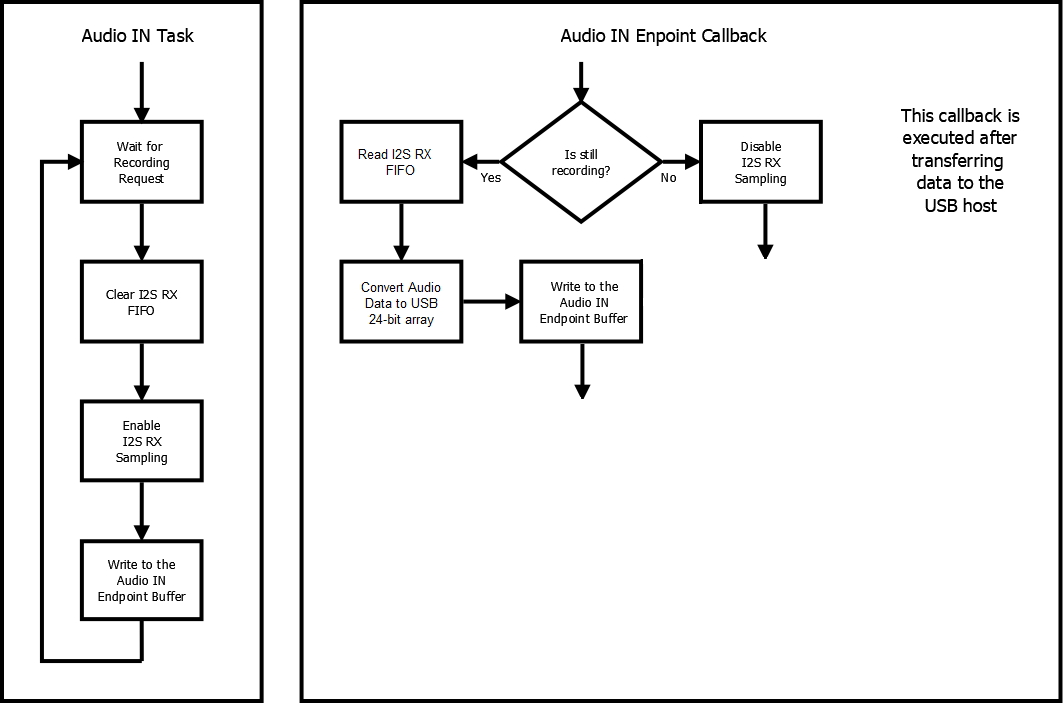 Audio IN Task
Wait for
Recording
Request
Clear I2S RX
FIFO
Enable
I2S RX
Sampling
Write to the
Audio IN
Endpoint Buffer
Audio IN Enpoint Callback
Is still
recording?
Yes
No
Read I2S RX
FIFO
Convert Audio
Data to USB
24-bit array
Write to the
Audio IN
Endpoint Buffer
Disable
I2S RX
Sampling
This callback is
executed after
transferring
data to the
USB host